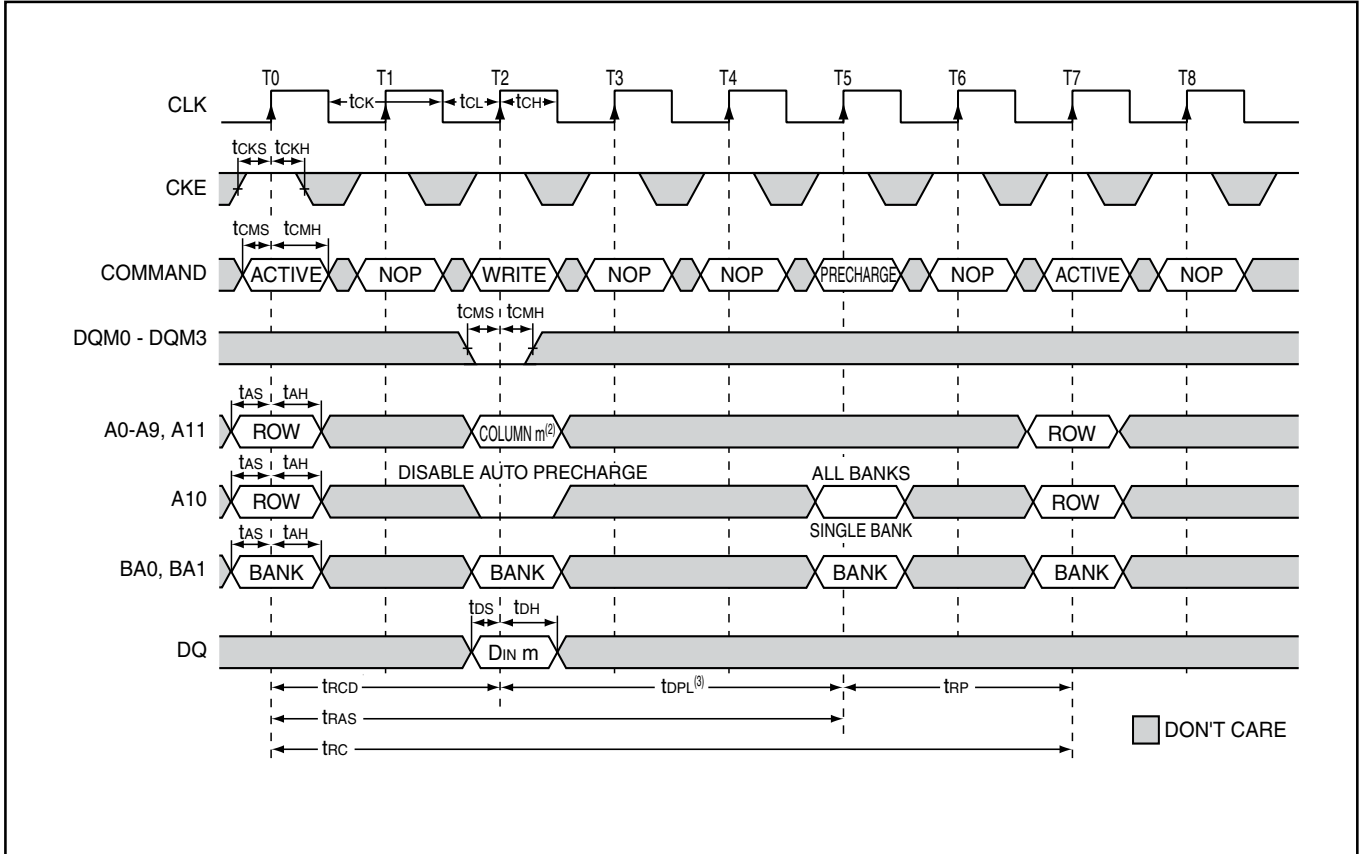 T0 T1 T2 T3 T4 T5 T6 T7 T8
CLK tCK tCL tCH
tCKS tCKH
CKE
tCMS tCMH
COMMAND ACTIVE NOP WRITE NOP NOP PRECHARGE NOP ACTIVE NOP
tCMS tCMH
DQM0 - DQM3
tAS tAH
A0-A9, A11 ROW COLUMN m(2) ROW
tAS tAH DISABLE AUTO PRECHARGE ALL BANKS
A10 ROW ROW
tAS tAH SINGLE BANK
BA0, BA1 BANK BANK BANK BANK
tDS tDH
DQ DIN m
tRCD tDPL(3) tRP
tRAS
DON'T CARE
tRC